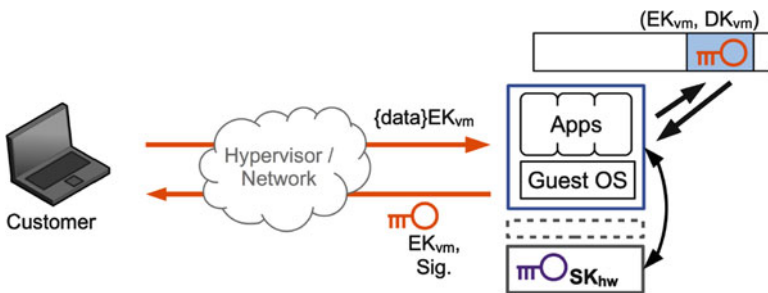 (EKvm, DKvm)
{data}EKvm
Apps
Hypervisor /
Network
Guest OS
Customer
EKvm,
Sig.
SKhw